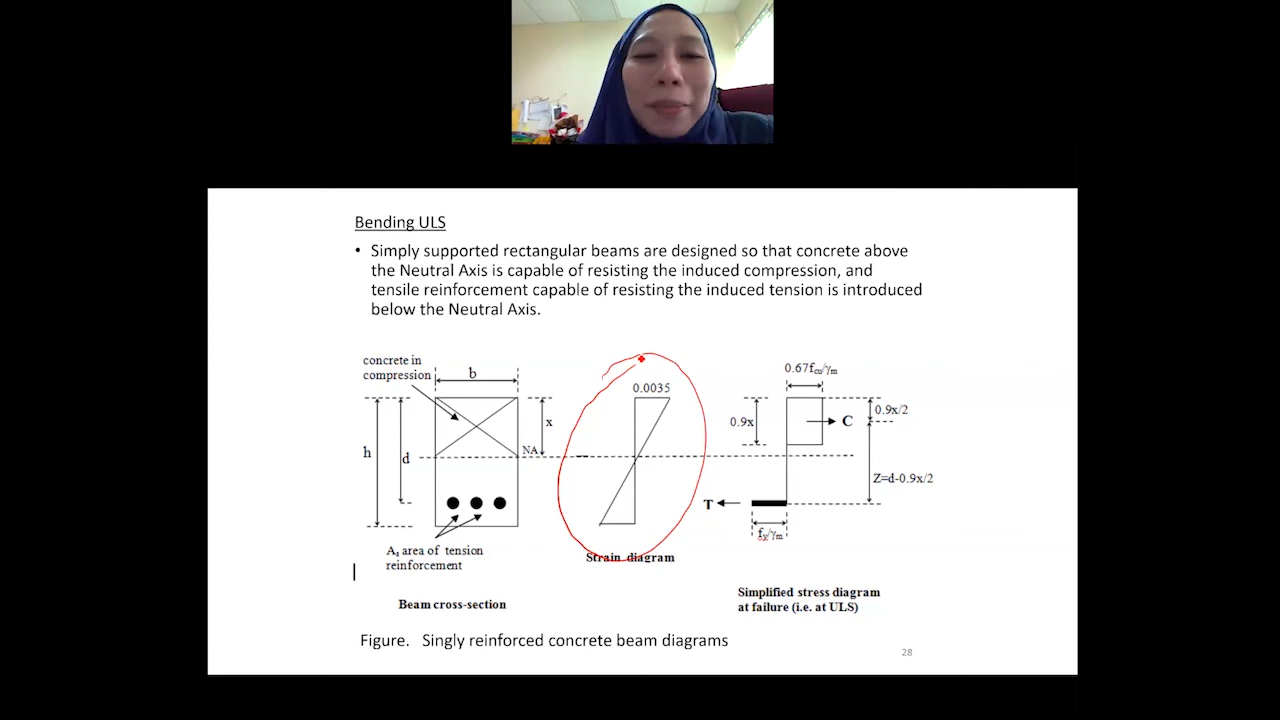 Bending ULS
• Simply supported rectangular beams are designed so that concrete above
the Neutral Axis is capable of resisting the induced compression, and
tensile reinforcement capable of resisting the induced tension is introduced
below the Neutral Axis.
concrete in
compression
b
h
d
x
NA
A_s area of tension
reinforcement
Beam cross-section
0.0035
Strain diagram
0.67f_cu/γ_m
0.9x
C
0.9x/2
Z=d-0.9x/2
T
f_y/γ_m
Simplified stress diagram
at failure (i.e. at ULS)
Figure. Singly reinforced concrete beam diagrams
28